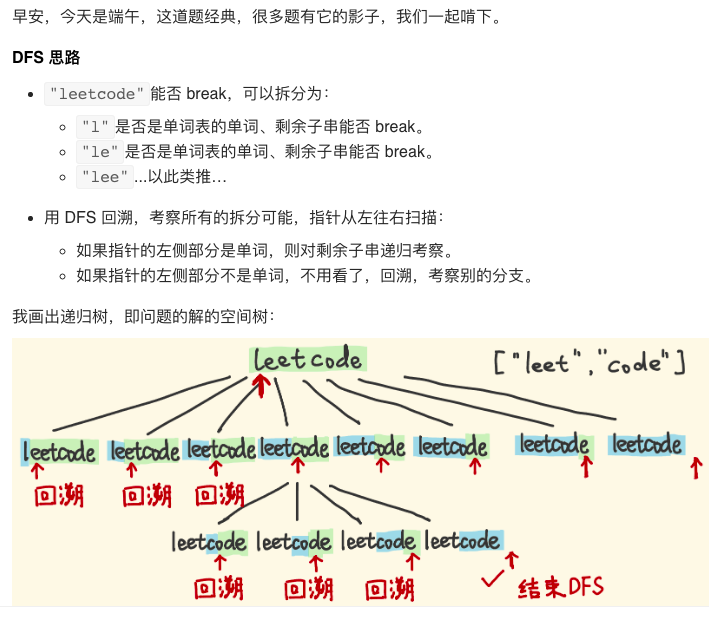 早安，今天是端午，这道题经典，很多题有它的影子，我们一起啃下。
DFS 思路
"leetcode" 能否 break，可以拆分为：
"l" 是否是单词表的单词、剩余子串能否 break。
"le" 是否是单词表的单词、剩余子串能否 break。
"lee" ...以此类推…
用 DFS 回溯，考察所有的拆分可能，指针从左往右扫描：
如果指针的左侧部分是单词，则对剩余子串递归考察。
如果指针的左侧部分不是单词，不用看了，回溯，考察别的分支。
我画出递归树，即问题的解的空间树：
leetcode ["leet","code"]
leetcode leetcode leetcode leetcode leetcode leetcode leetcode leetcode
回溯 回溯 回溯
leetcode leetcode leetcode leetcode
回溯 回溯 回溯 ✓ 结束DFS